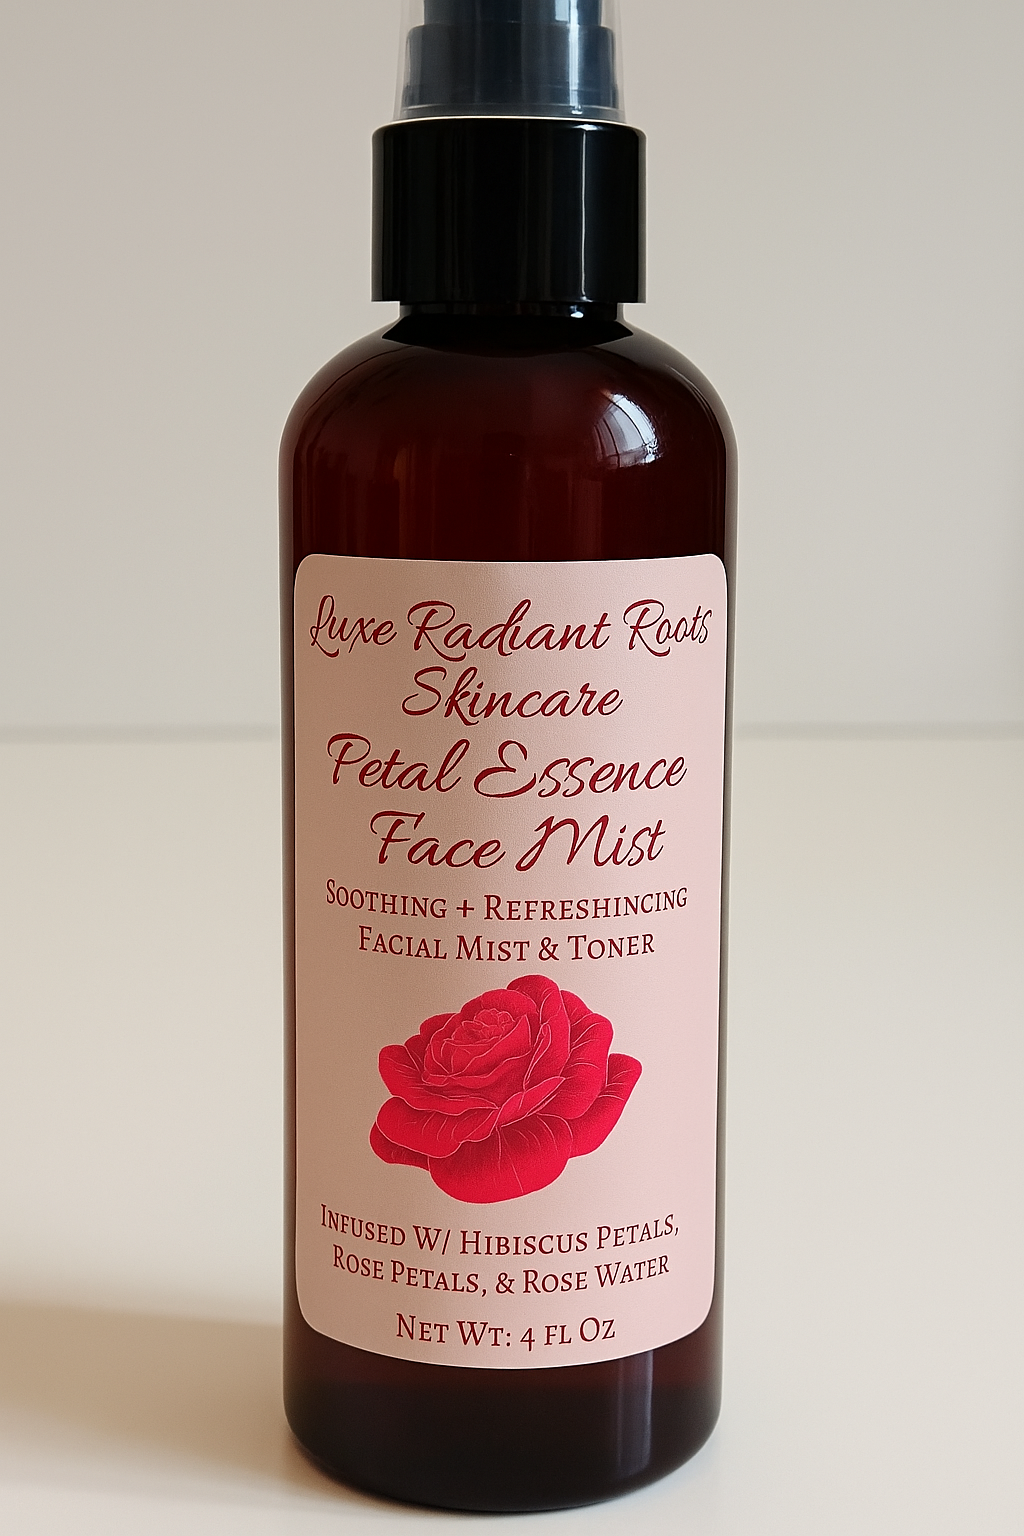 Luxe Radiant Roots
Skincare
Petal Essence
Face Mist
Soothing + Refreshincing
Facial Mist & Toner
Infused W/ Hibiscus Petals,
Rose Petals, & Rose Water
Net Wt: 4 fl Oz